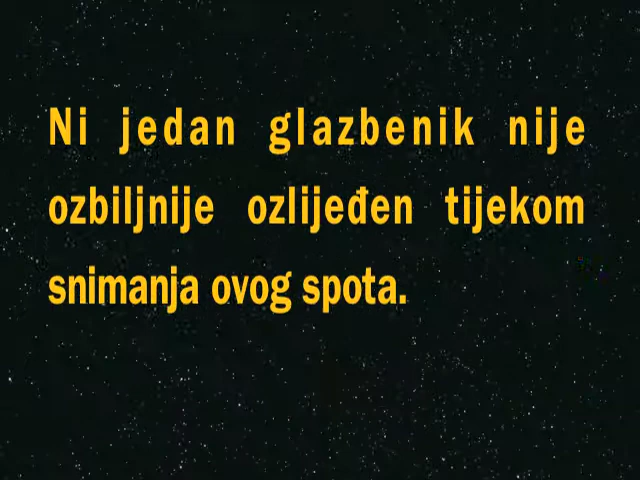 Ni jedan glazbenik nije
ozbiljnije ozlijeđen tijekom
snimanja ovog spota.